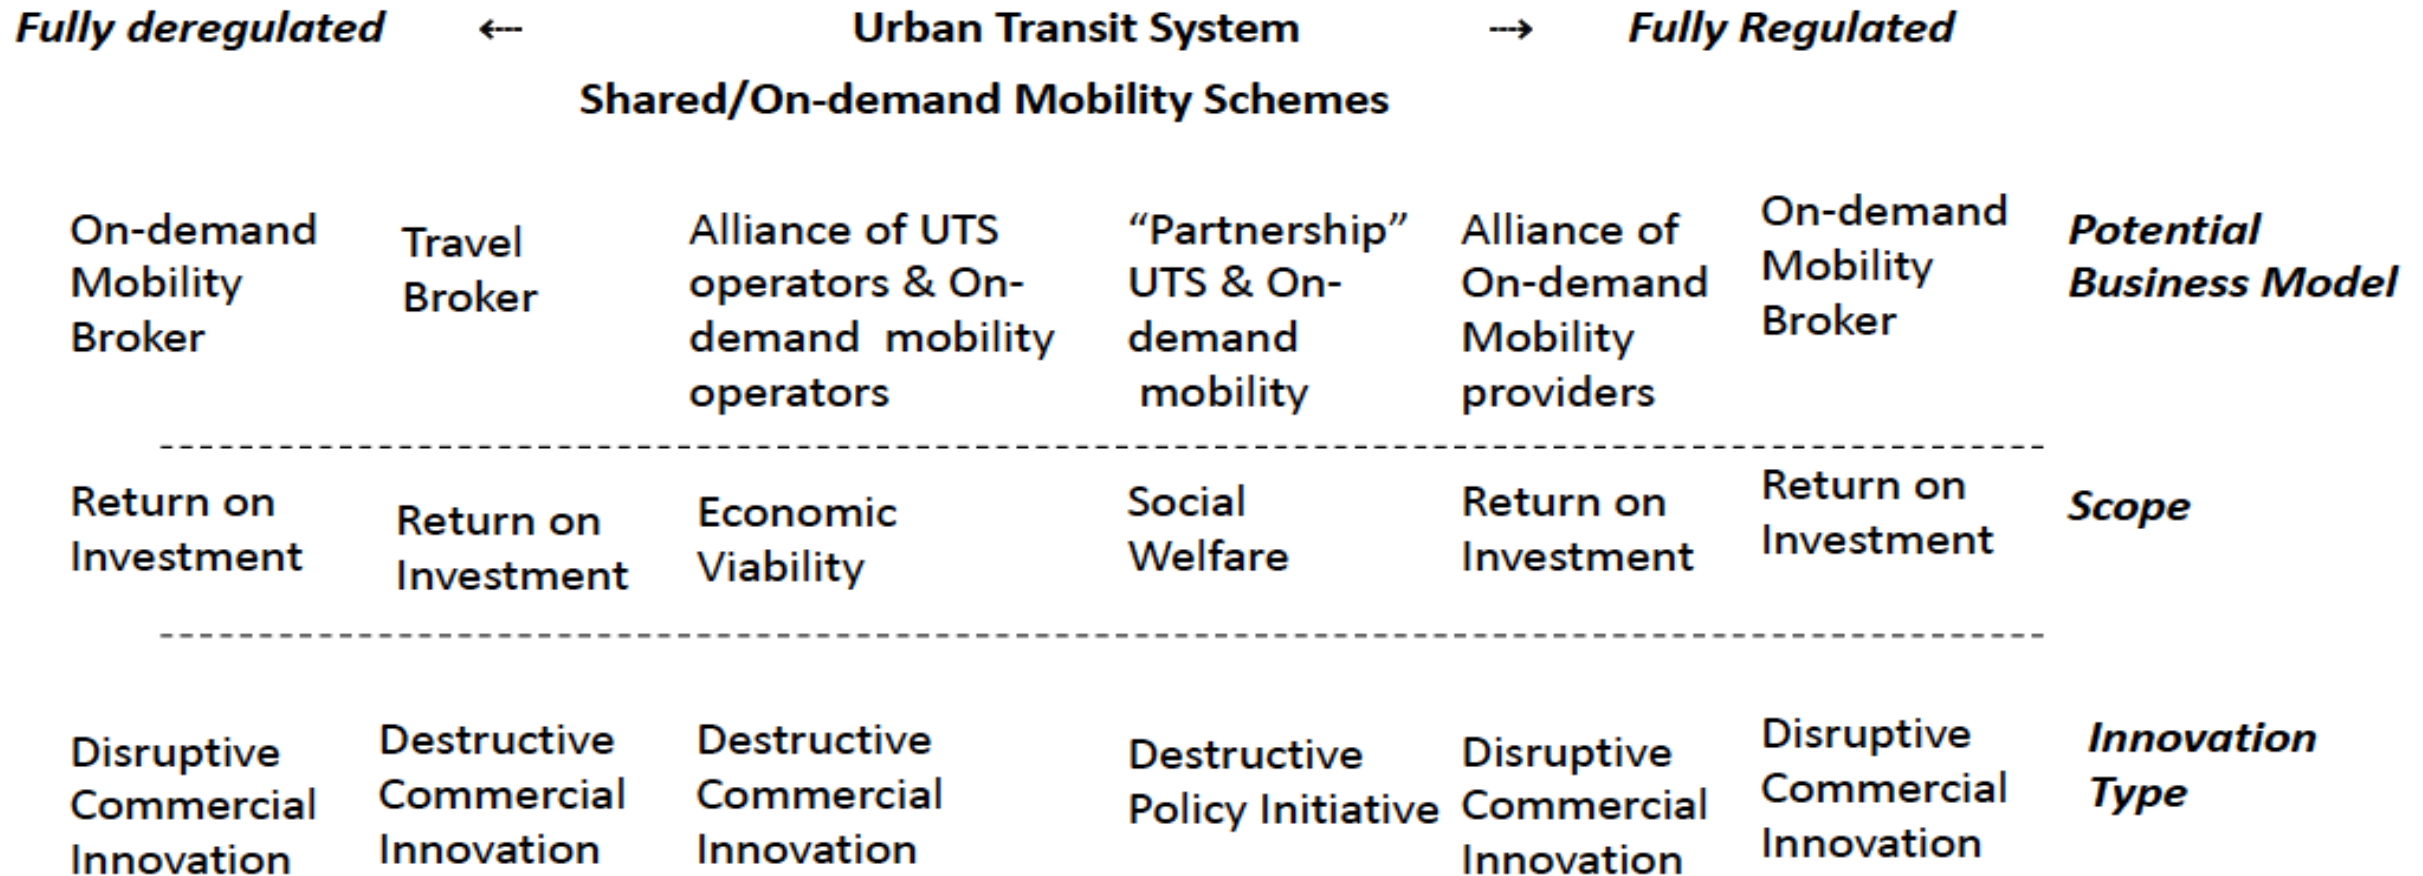 Fully deregulated ⇠ Urban Transit System ⇢ Fully Regulated
Shared/On-demand Mobility Schemes
On-demand
Mobility
Broker
Travel
Broker
Alliance of UTS
operators & On-
demand mobility
operators
“Partnership”
UTS & On-
demand
mobility
Alliance of
On-demand
Mobility
providers
On-demand
Mobility
Broker
Potential
Business Model
Return on
Investment
Return on
Investment
Economic
Viability
Social
Welfare
Return on
Investment
Return on
Investment
Scope
Disruptive
Commercial
Innovation
Destructive
Commercial
Innovation
Destructive
Commercial
Innovation
Destructive
Policy Initiative
Disruptive
Commercial
Innovation
Disruptive
Commercial
Innovation
Innovation
Type